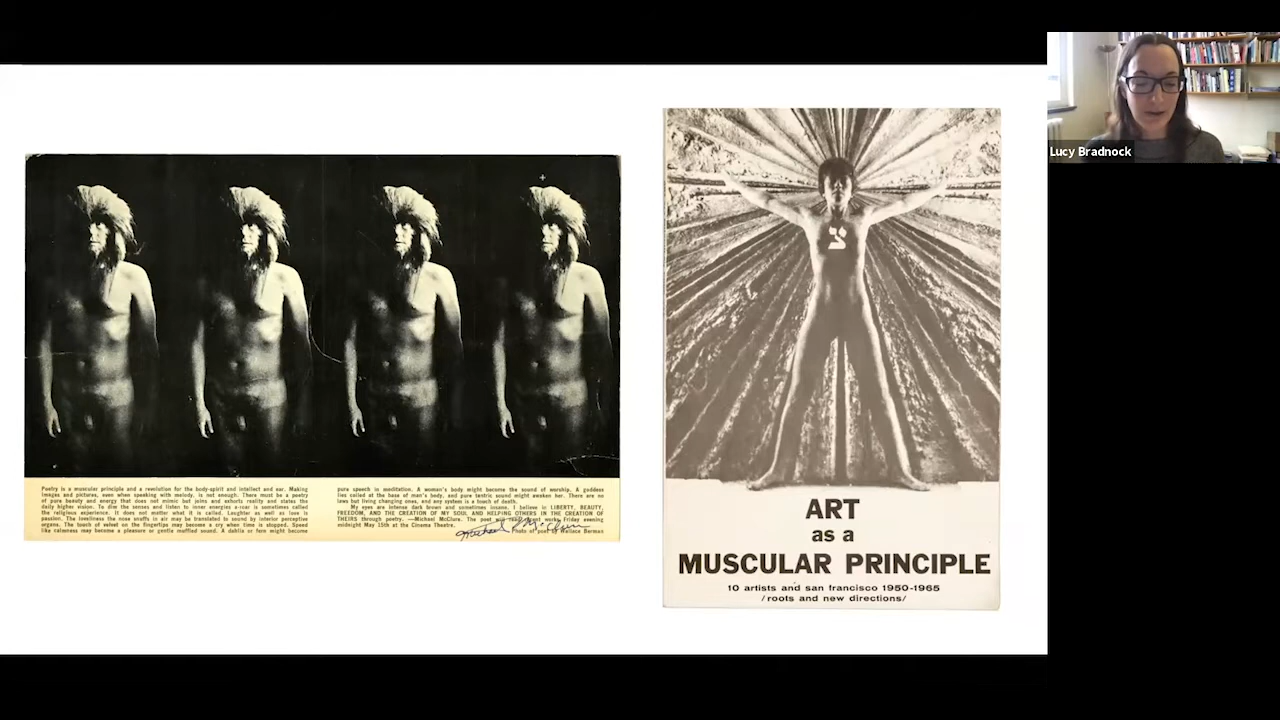 Lucy Bradnock
Poetry is a muscular principle and a revolution for the body-spirit and intellect and ear. Making
images and pictures, even when speaking with melody, is not enough. There must be a poetry
of pure beauty and energy that does not mimic but joins and exhorts reality and states the
daily higher vision. To dim the senses and listen to inner energies a-roar is sometimes called
the religious experience. It does not matter what it is called. Laughter as well as love is
passion. The loveliness the nose snuffs in air may be translated to sound by interior perceptive
organs. The touch of velvet on the fingertips may become a cry when time is stopped. Speed
like calmness may become a pleasure or gentle muffled sound. A dahlia or fern might become
pure speech in meditation. A woman's body might become the sound of worship. A goddess
lies coiled at the base of man's body, and pure tantric sound might awaken her. There are no
laws but living changing ones, and any system is a touch of death.
My eyes are intense dark brown and sometimes insane. I believe in LIBERTY, BEAUTY,
FREEDOM, AND THE CREATION OF MY SOUL AND HELPING OTHERS IN THE CREATION OF
THEIRS through poetry. —Michael McClure. The poet will read recent work, Friday evening
midnight May 15th at the Cinema Theatre.
Photo of poet by Wallace Berman
צ
ART
as a
MUSCULAR PRINCIPLE
10 artists and san francisco 1950-1965
/roots and new directions/